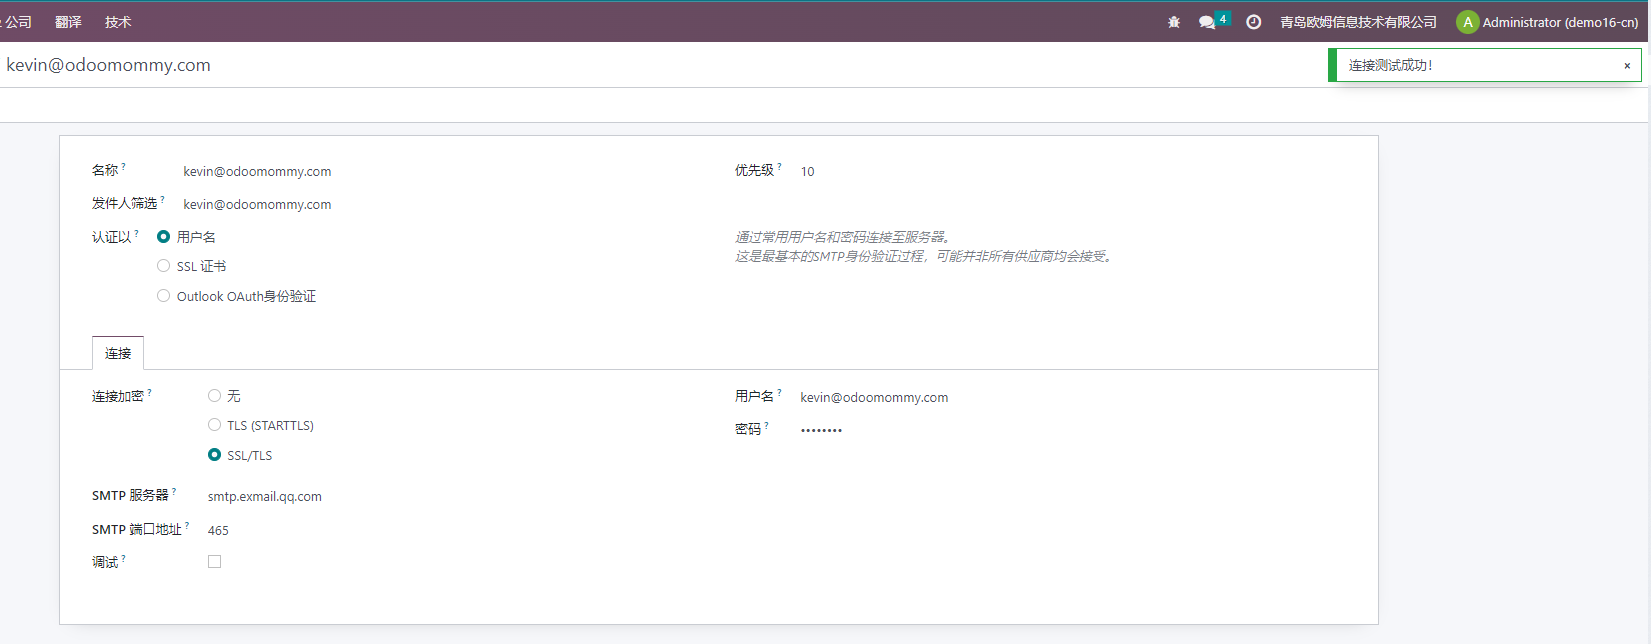 公司 翻译 技术 4 青岛欧姆信息技术有限公司 A Administrator (demo16-cn)
kevin@odoomommy.com
连接测试成功! ×
名称 ? kevin@odoomommy.com 优先级 ? 10
发件人筛选 ? kevin@odoomommy.com
认证以 ? 用户名 通过常用用户名和密码连接至服务器。
这是最基本的SMTP身份验证过程，可能并非所有供应商均会接受。
SSL 证书
Outlook OAuth身份验证
连接
连接加密 ? 无 用户名 ? kevin@odoomommy.com
TLS (STARTTLS) 密码 ? ••••••••
SSL/TLS
SMTP 服务器 ? smtp.exmail.qq.com
SMTP 端口地址 ? 465
调试 ?